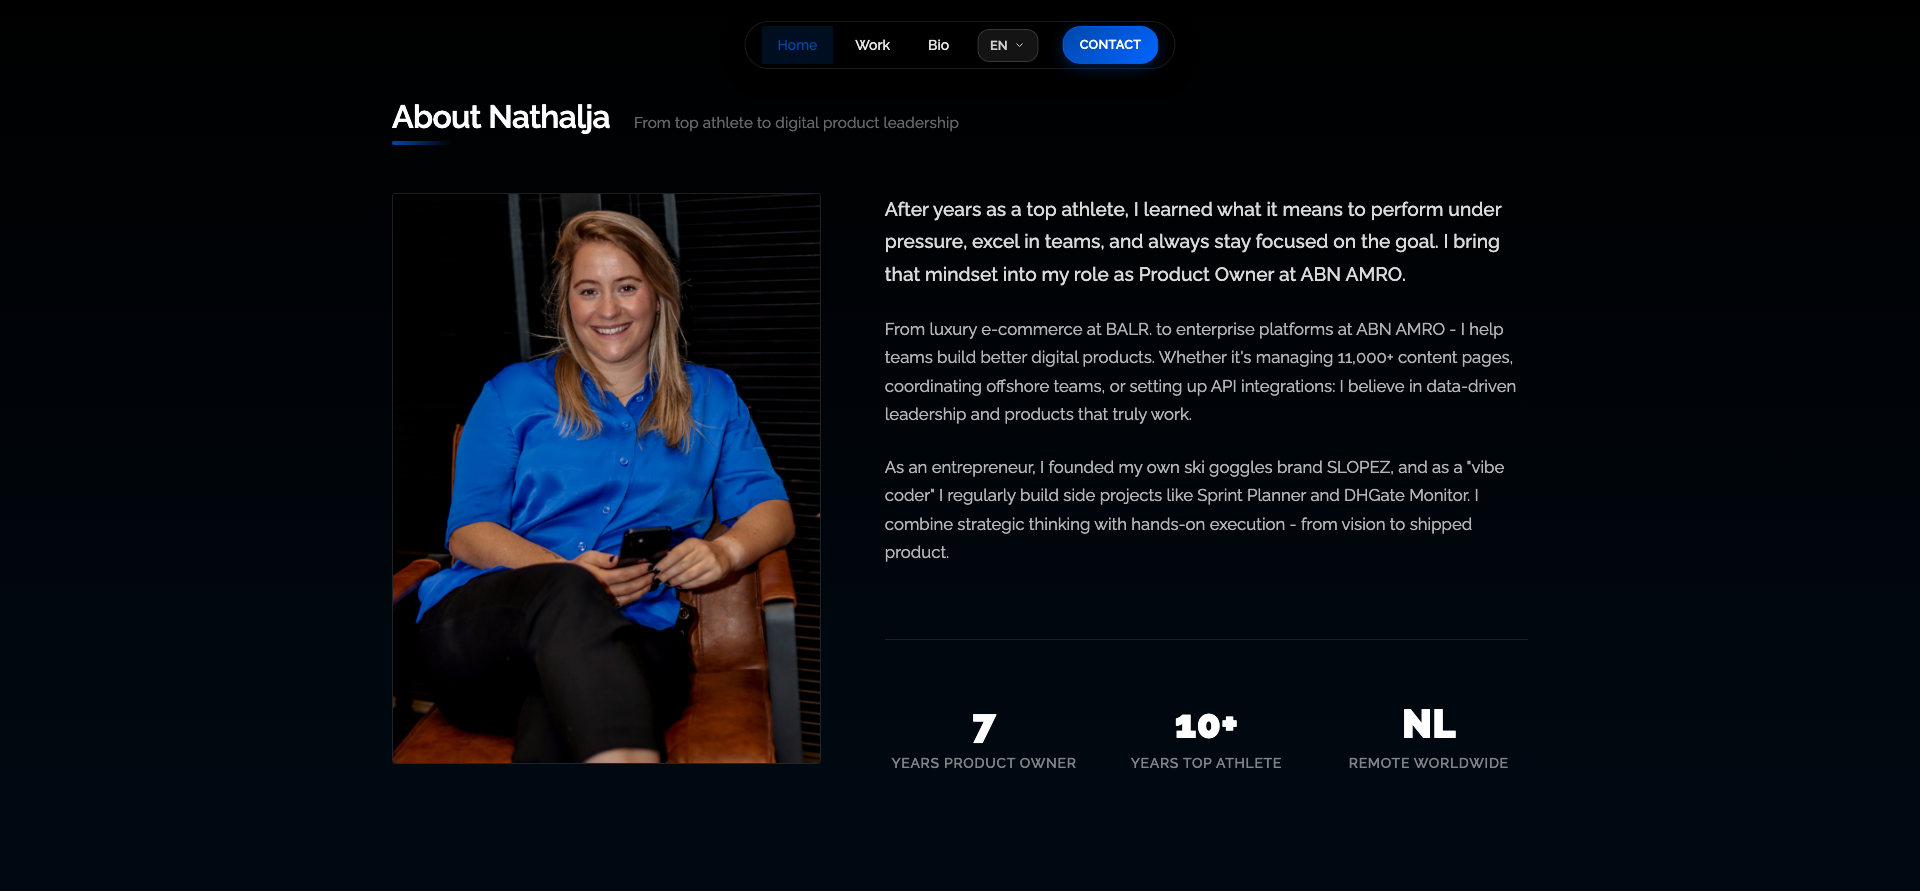 Home
Work
Bio
EN
CONTACT
About Nathalja
From top athlete to digital product leadership
After years as a top athlete, I learned what it means to perform under
pressure, excel in teams, and always stay focused on the goal. I bring
that mindset into my role as Product Owner at ABN AMRO.
From luxury e-commerce at BALR. to enterprise platforms at ABN AMRO - I help
teams build better digital products. Whether it's managing 11,000+ content pages,
coordinating offshore teams, or setting up API integrations: I believe in data-driven
leadership and products that truly work.
As an entrepreneur, I founded my own ski goggles brand SLOPEZ, and as a "vibe
coder" I regularly build side projects like Sprint Planner and DHGate Monitor. I
combine strategic thinking with hands-on execution - from vision to shipped
product.
7
YEARS PRODUCT OWNER
10+
YEARS TOP ATHLETE
NL
REMOTE WORLDWIDE